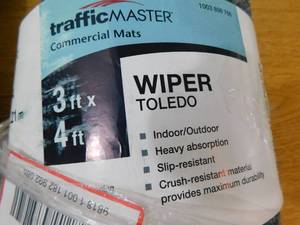 trafficMASTER
Commercial Mats
3 ft x
4 ft
WIPER
TOLEDO
Indoor/Outdoor
Heavy absorption
Slip-resistant
Crush-resistant material
provides maximum durability